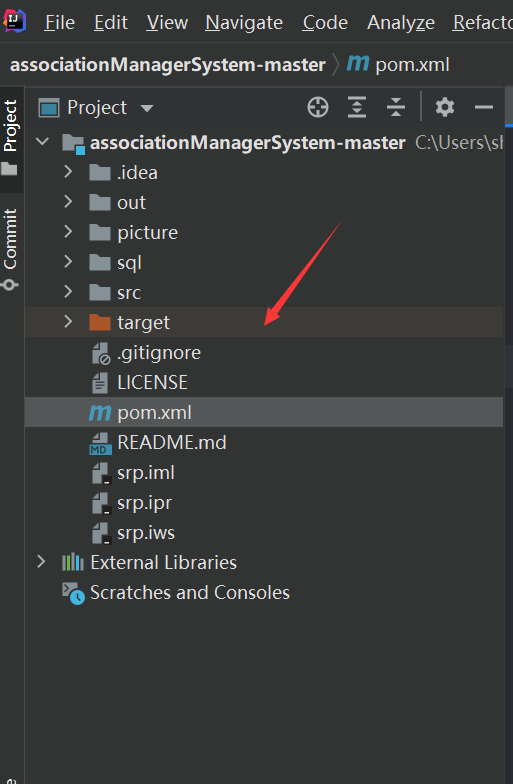 File Edit View Navigate Code Analyze Refacto
associationManagerSystem-master pom.xml
Project
Project
Commit
associationManagerSystem-master C:\Users\sh
.idea
out
picture
sql
src
target
.gitignore
LICENSE
pom.xml
README.md
srp.iml
srp.ipr
srp.iws
External Libraries
Scratches and Consoles